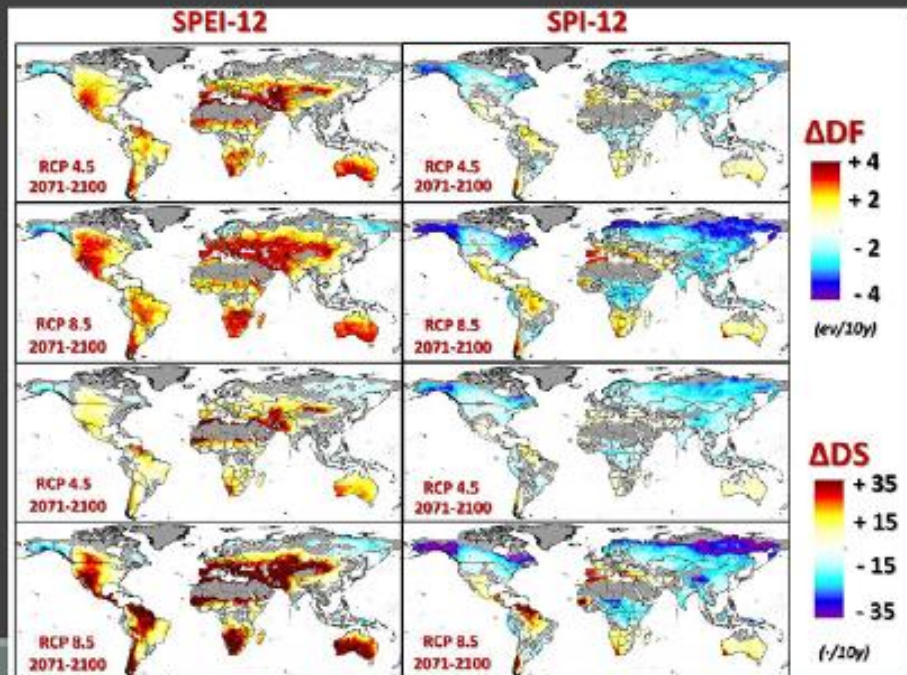 SPEI-12
SPI-12
RCP 4.5
2071-2100
RCP 4.5
2071-2100
ΔDF
+ 4
+ 2
- 2
- 4
(ev/10y)
RCP 8.5
2071-2100
RCP 8.5
2071-2100
RCP 4.5
2071-2100
RCP 4.5
2071-2100
ΔDS
+ 35
+ 15
- 15
- 35
(-/10y)
RCP 8.5
2071-2100
RCP 8.5
2071-2100